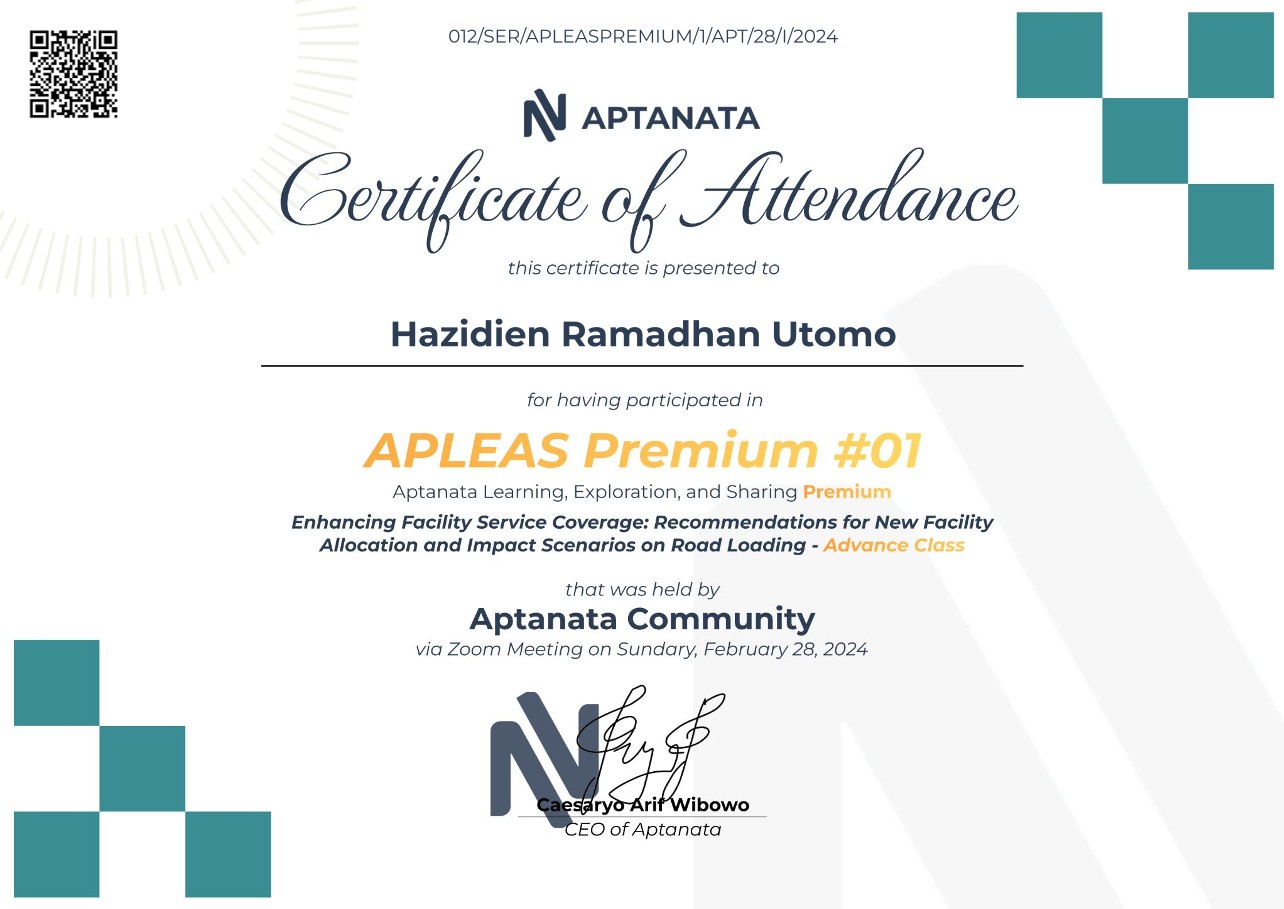 012/SER/APLEASPREMIUM/1/APT/28/I/2024
APTANATA
Certificate of Attendance
this certificate is presented to
Hazidien Ramadhan Utomo
for having participated in
APLEAS Premium #01
Aptanata Learning, Exploration, and Sharing Premium
Enhancing Facility Service Coverage: Recommendations for New Facility
Allocation and Impact Scenarios on Road Loading - Advance Class
that was held by
Aptanata Community
via Zoom Meeting on Sundary, February 28, 2024
Caesaryo Arif Wibowo
CEO of Aptanata